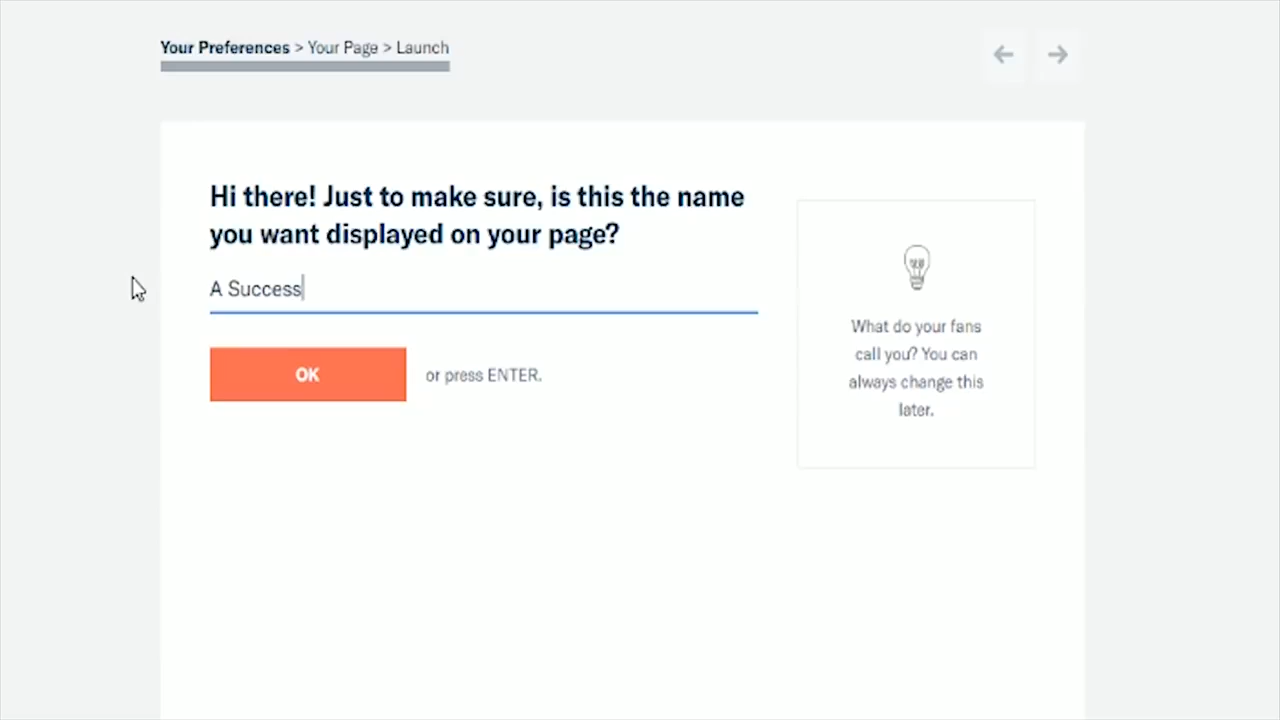 Your Preferences > Your Page > Launch
Hi there! Just to make sure, is this the name
you want displayed on your page?
A Success
OK
or press ENTER.
What do your fans
call you? You can
always change this
later.